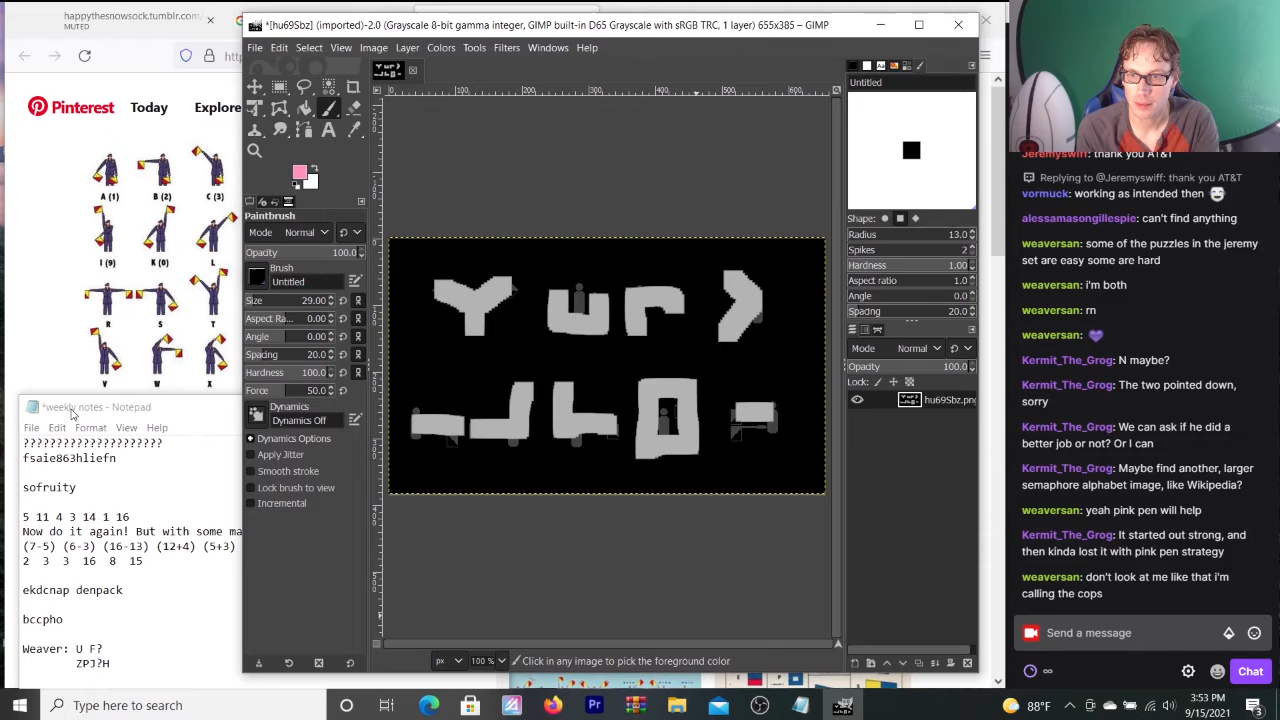 happythesnowsock.tumblr.com/
MUTED
Pinterest Today Explore
A (1) B (2) C (3)
I (9) K (0) L
R S T
V W X
*weekly notes - Notepad
File Edit Format View Help
?????????????????????
fsaie863hliefn
sofruity
5 11 4 3 14 1 16
Now do it again! But with some ma
(7-5) (6-3) (16-13) (12+4) (5+3)
2 3 3 16 8 15
ekdcnap denpack
bccpho
Weaver: U F?
ZPJ?H
*[hu69Sbz] (imported)-2.0 (Grayscale 8-bit gamma integer, GIMP built-in D65 Grayscale with sRGB TRC, 1 layer) 655x385 – GIMP
File Edit Select View Image Layer Colors Tools Filters Windows Help
Paintbrush
Mode Normal
Opacity 100.0
Brush
Untitled
Size 29.00
Aspect Ra... 0.00
Angle 0.00
Spacing 20.0
Hardness 100.0
Force 50.0
Dynamics
Dynamics Off
Dynamics Options
Apply Jitter
Smooth stroke
Lock brush to view
Incremental
0 100 200 300 400 500 600
px 100 % Click in any image to pick the foreground color
Untitled
Shape:
Radius 13.0
Spikes 2
Hardness 1.00
Aspect ratio 1.0
Angle 0.0
Spacing 20.0
Mode Normal
Opacity 100.0
Lock:
hu69Sbz.png
Jeremyswiff: thank you AT&T
Replying to @Jeremyswiff: thank you AT&T
vormuck: working as intended then
alessamasongillespie: can't find anything
weaversan: some of the puzzles in the jeremy
set are easy some are hard
weaversan: i'm both
weaversan: rn
weaversan: 💜
Kermit_The_Grog: N maybe?
Kermit_The_Grog: The two pointed down,
sorry
Kermit_The_Grog: We can ask if he did a
better job or not? Or I can
Kermit_The_Grog: Maybe find another, larger
semaphore alphabet image, like Wikipedia?
weaversan: yeah pink pen will help
Kermit_The_Grog: It started out strong, and
then kinda lost it with pink pen strategy
weaversan: don't look at me like that i'm
calling the cops
Send a message
∞ Chat
Type here to search
88°F 3:53 PM
9/15/2021
3